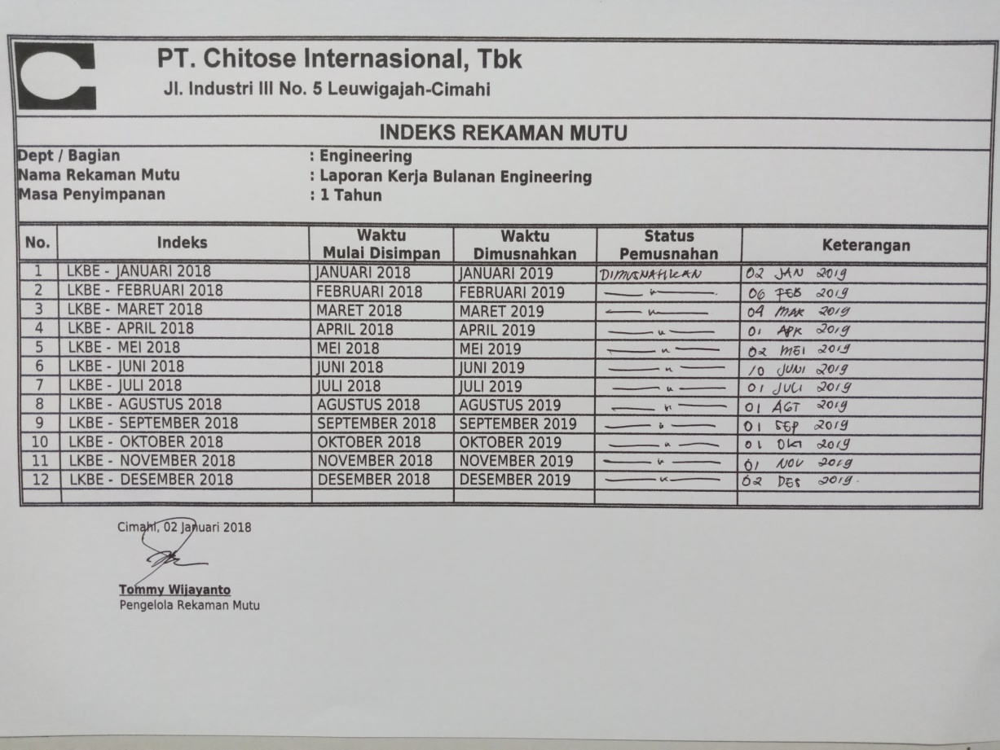 PT. Chitose Internasional, Tbk
Jl. Industri III No. 5 Leuwigajah-Cimahi
INDEKS REKAMAN MUTU
Dept / Bagian : Engineering
Nama Rekaman Mutu : Laporan Kerja Bulanan Engineering
Masa Penyimpanan : 1 Tahun
No. Indeks Waktu Mulai Disimpan Waktu Dimusnahkan Status Pemusnahan Keterangan
1 LKBE - JANUARI 2018 JANUARI 2018 JANUARI 2019 DIMUSNAHKAN 02 JAN 2019
2 LKBE - FEBRUARI 2018 FEBRUARI 2018 FEBRUARI 2019 — " — 06 FEB 2019
3 LKBE - MARET 2018 MARET 2018 MARET 2019 — " — 04 MAR 2019
4 LKBE - APRIL 2018 APRIL 2018 APRIL 2019 — " — 01 APR 2019
5 LKBE - MEI 2018 MEI 2018 MEI 2019 — " — 02 MEI 2019
6 LKBE - JUNI 2018 JUNI 2018 JUNI 2019 — " — 10 JUNI 2019
7 LKBE - JULI 2018 JULI 2018 JULI 2019 — " — 01 JULI 2019
8 LKBE - AGUSTUS 2018 AGUSTUS 2018 AGUSTUS 2019 — " — 01 AGT 2019
9 LKBE - SEPTEMBER 2018 SEPTEMBER 2018 SEPTEMBER 2019 — " — 01 SEP 2019
10 LKBE - OKTOBER 2018 OKTOBER 2018 OKTOBER 2019 — " — 01 OKT 2019
11 LKBE - NOVEMBER 2018 NOVEMBER 2018 NOVEMBER 2019 — " — 01 NOV 2019
12 LKBE - DESEMBER 2018 DESEMBER 2018 DESEMBER 2019 — " — 02 DES 2019.
Cimahi, 02 Januari 2018
Tommy Wijayanto
Pengelola Rekaman Mutu